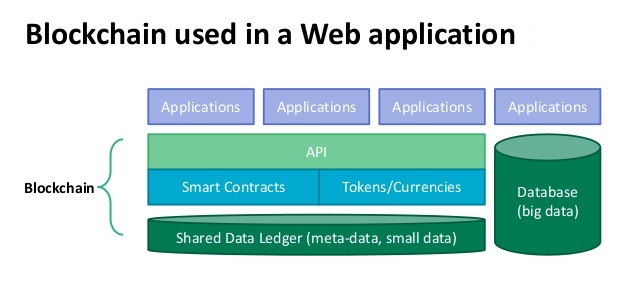 Blockchain used in a Web application
Applications
Applications
Applications
Applications
API
Blockchain
Smart Contracts
Tokens/Currencies
Database
(big data)
Shared Data Ledger (meta-data, small data)